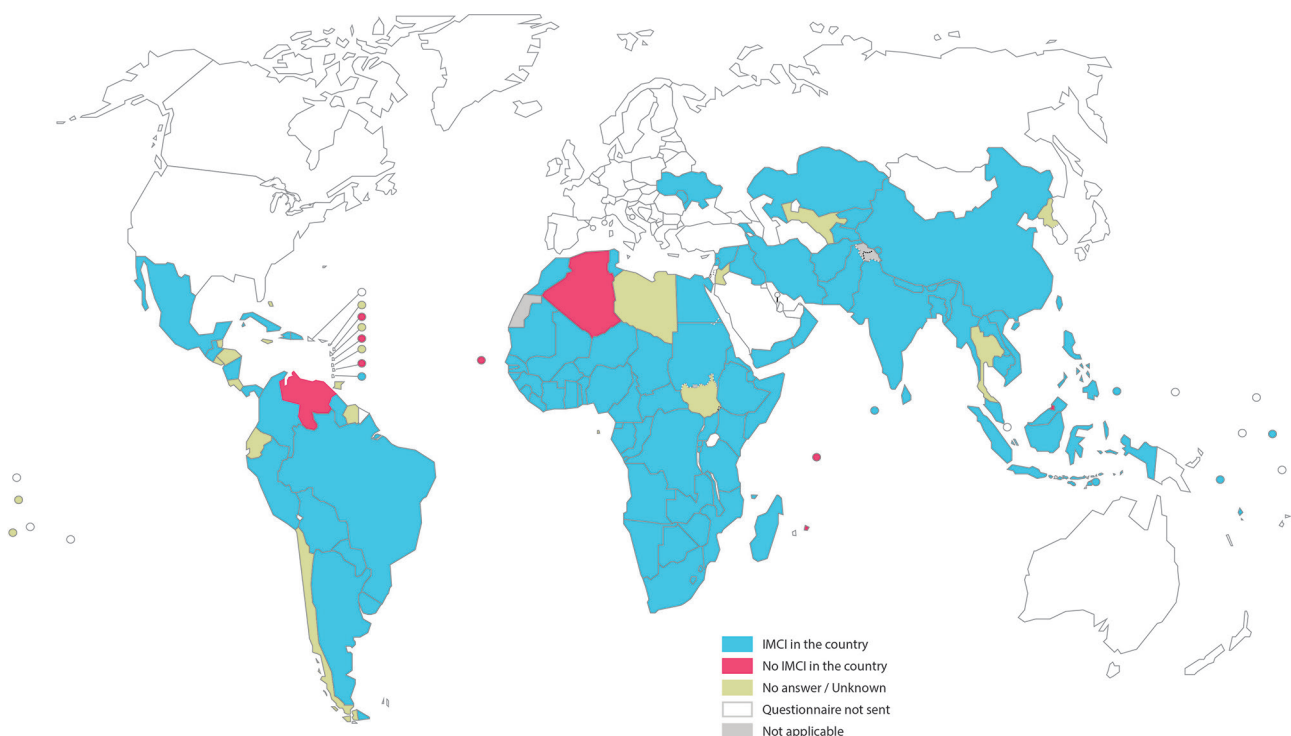 IMCI in the country
No IMCI in the country
No answer / Unknown
Questionnaire not sent
Not applicable